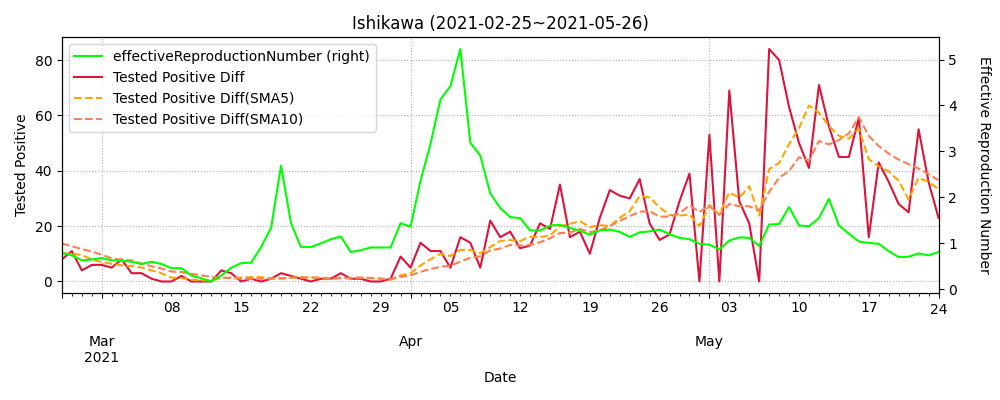 Ishikawa (2021-02-25~2021-05-26)
effectiveReproductionNumber (right)
Tested Positive Diff
Tested Positive Diff(SMA5)
Tested Positive Diff(SMA10)
Tested Positive
80
60
40
20
0
Effective Reproduction Number
5
4
3
2
1
0
08 15 22 29 05 12 19 26 03 10 17 24
Mar Apr May
2021
Date